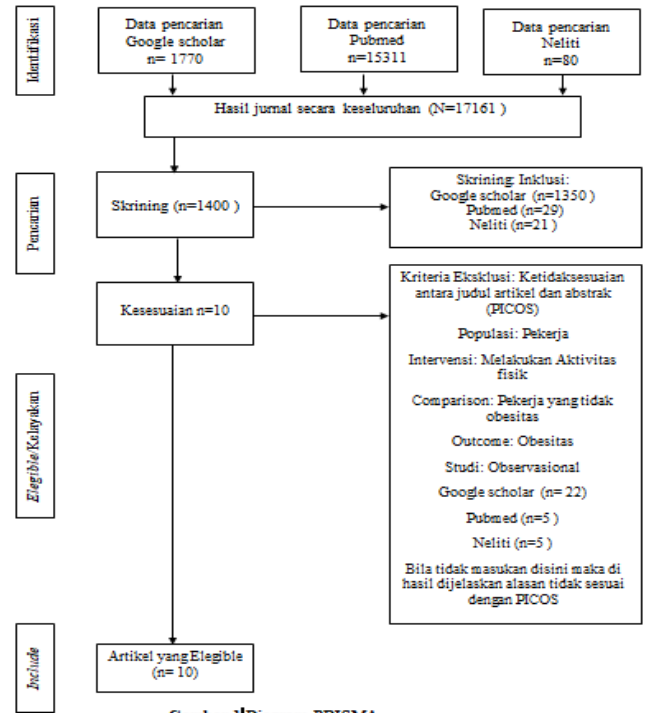 Identifikasi
Data pencarian
Google scholar
n= 1770
Data pencarian
Pubmed
n=15311
Data pencarian
Neliti
n=80
Hasil jurnal secara keseluruhan (N=17161 )
Pencarian
Skrining (n=1400 )
Skrining: Inklusi:
Google scholar (n=1350 )
Pubmed (n=29)
Neliti (n=21 )
Kesesuaian n=10
Kriteria Eksklusi: Ketidaksesuaian
antara judul artikel dan abstrak
(PICOS)
Populasi: Pekerja
Intervensi: Melakukan Aktivitas
fisik
Comparison: Pekerja yang tidak
obesitas
Outcome: Obesitas
Studi: Observasional
Google scholar (n= 22)
Pubmed (n=5 )
Neliti (n=5 )
Bila tidak masukan disini maka di
hasil dijelaskan alasan tidak sesuai
dengan PICOS
Elegible/Kelayakan
Include
Artikel yang Elegible
(n= 10)